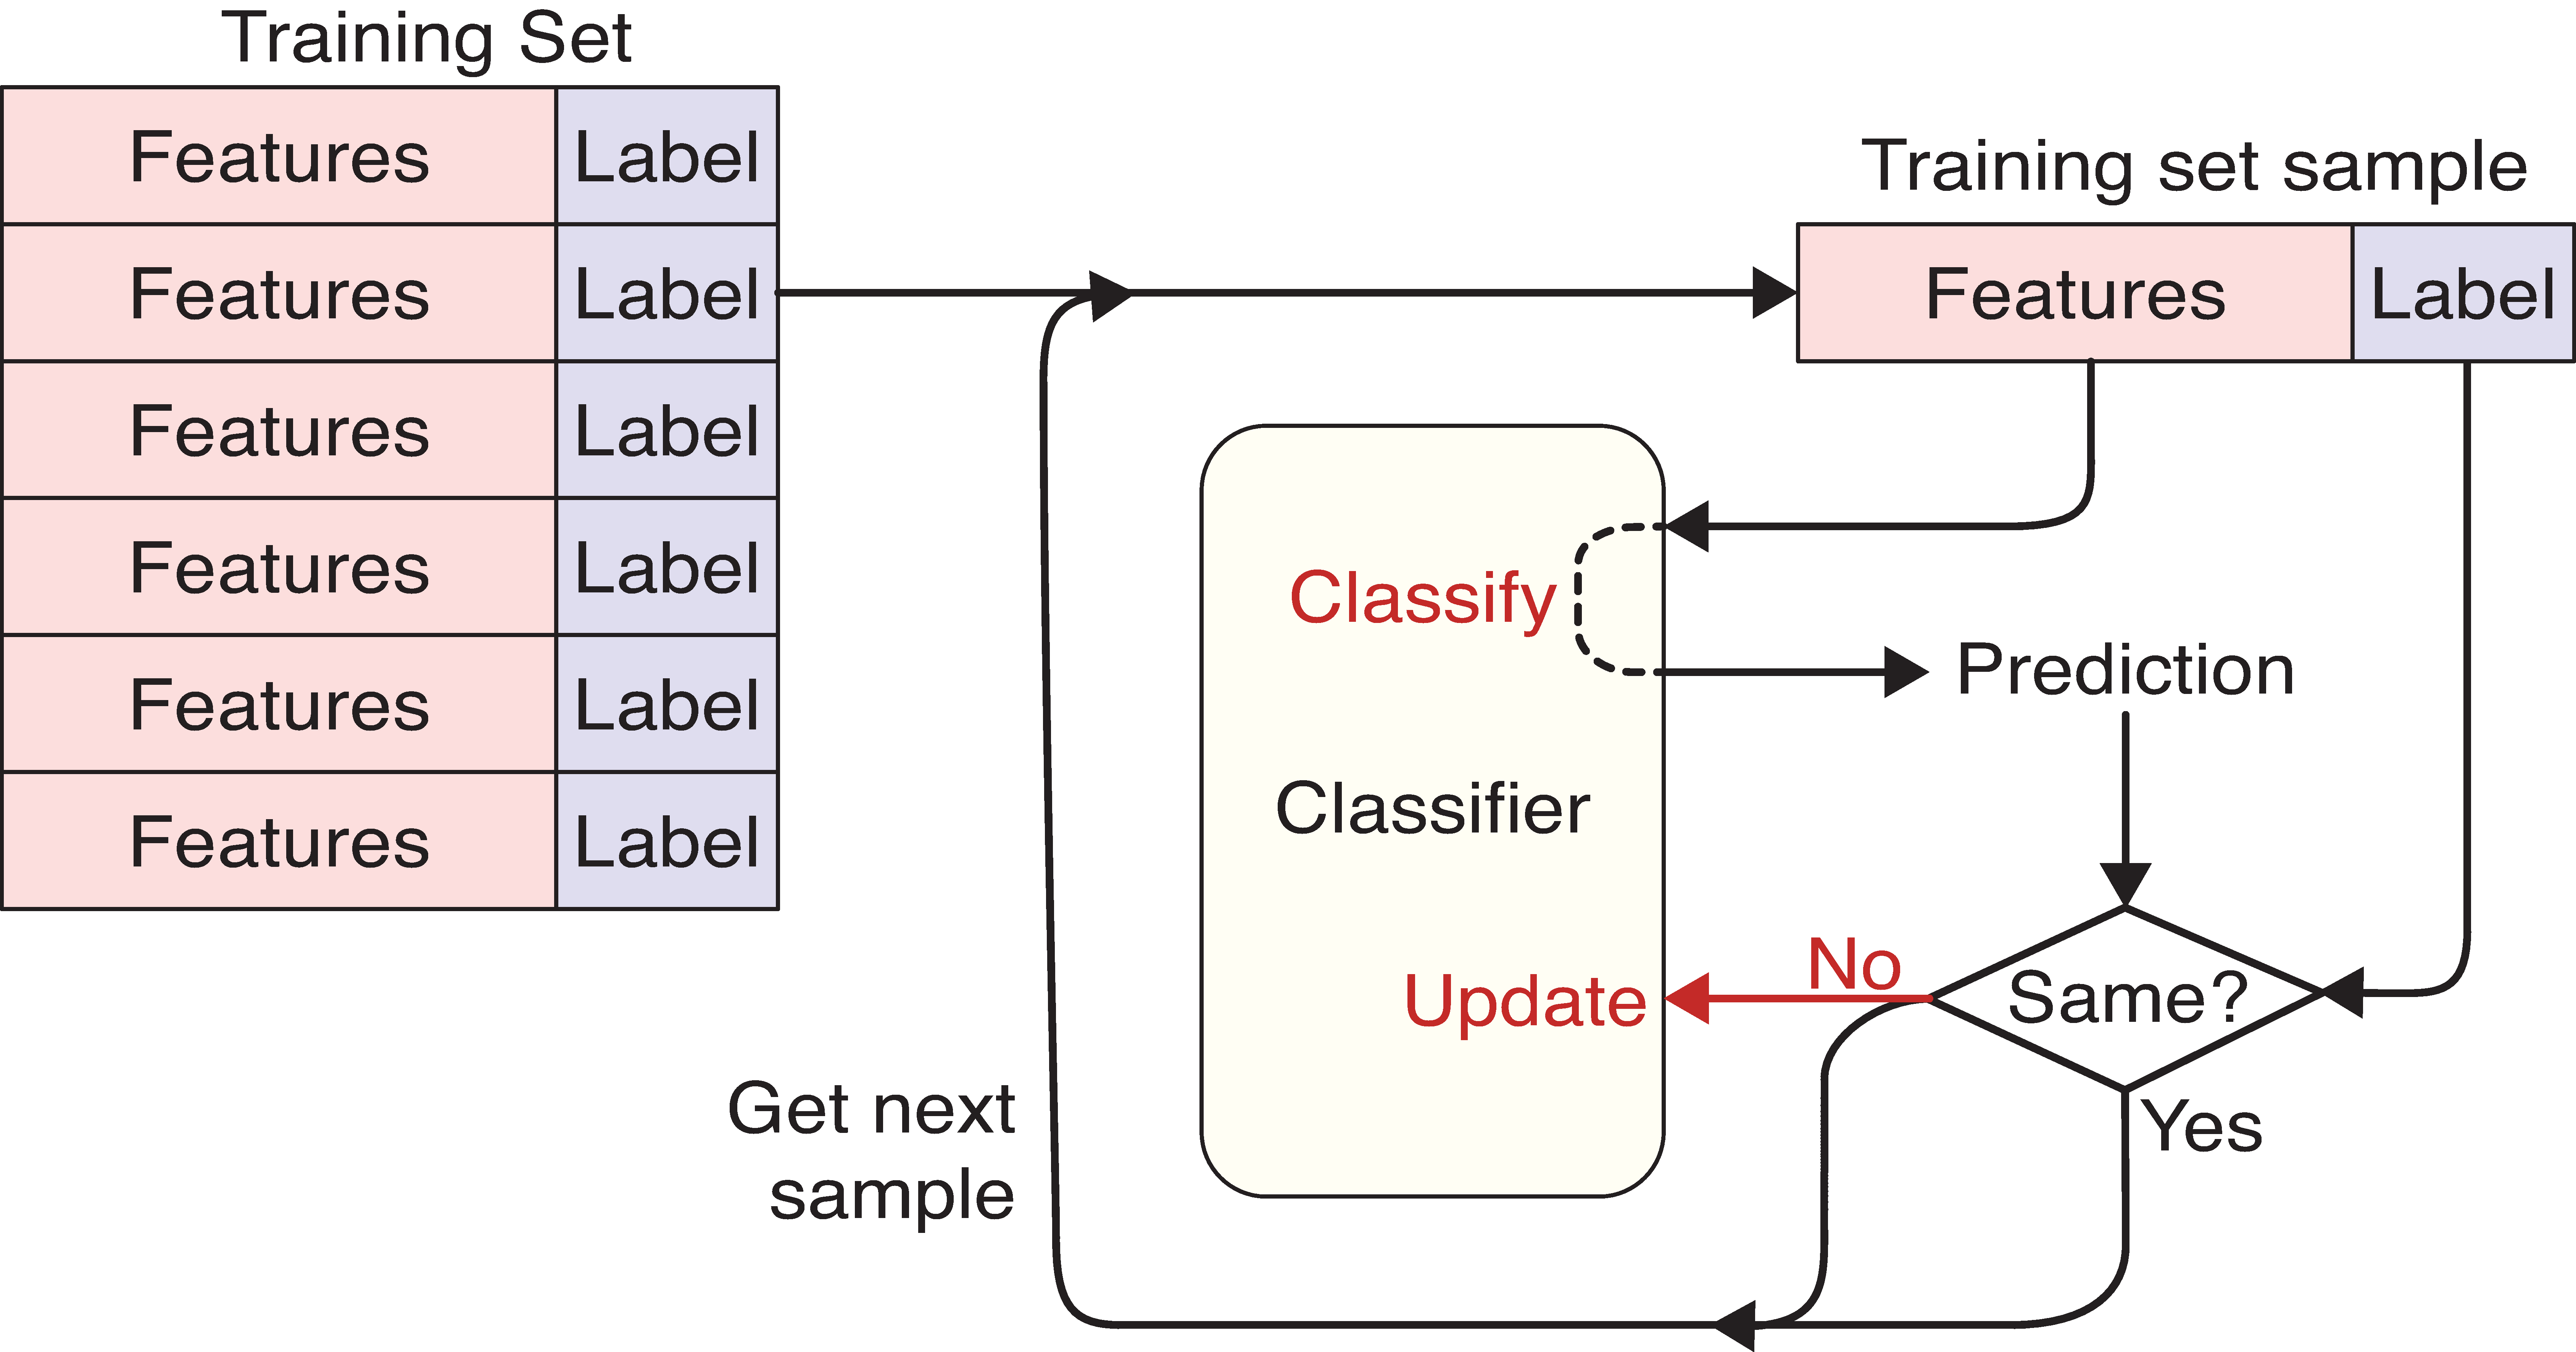 Training Set
Features Label
Features Label
Features Label
Features Label
Features Label
Features Label
Training set sample
Features Label
Classify
Prediction
Classifier
No
Update
Same?
Yes
Get next
sample